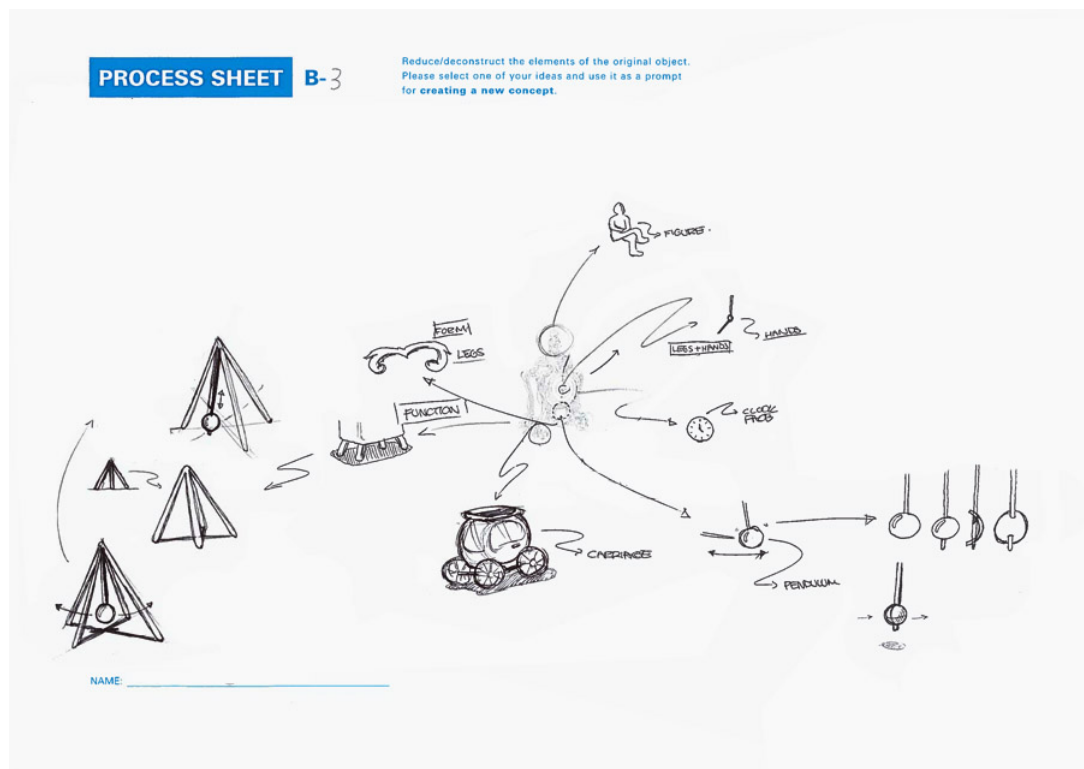 PROCESS SHEET B-3
Reduce/deconstruct the elements of the original object.
Please select one of your ideas and use it as a prompt
for creating a new concept.
FIGURE.
HANDS
LEGS+HANDS
FORM
LEGS
FUNCTION
CLOCK
FACE
CARRIAGE
PENDULUM
NAME: